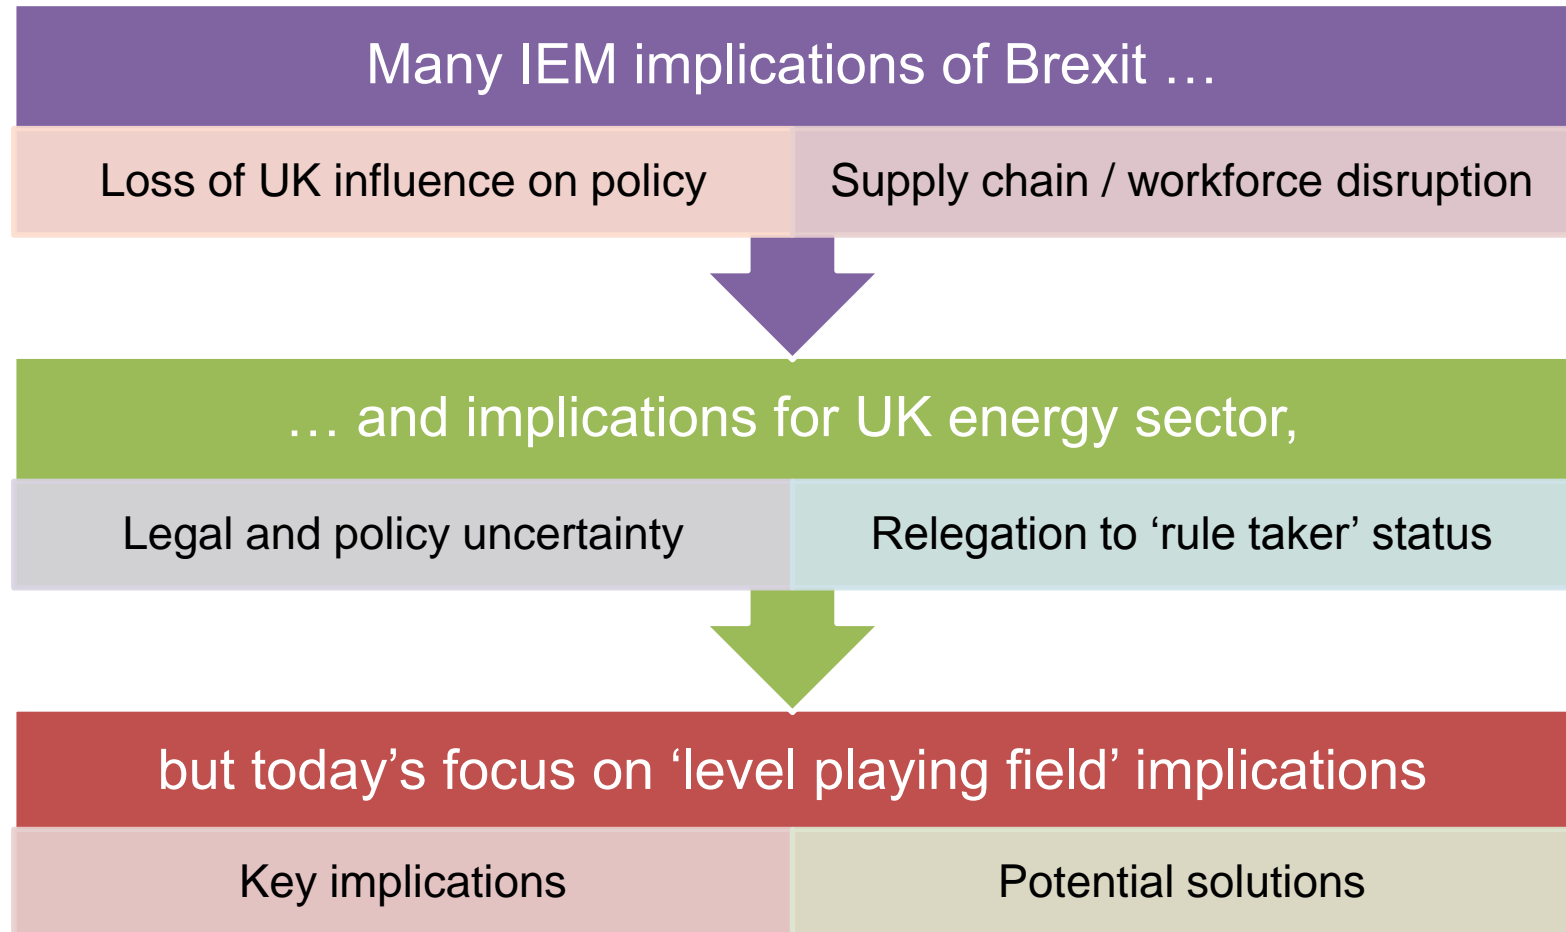 Many IEM implications of Brexit …
Loss of UK influence on policy
Supply chain / workforce disruption
… and implications for UK energy sector,
Legal and policy uncertainty
Relegation to ‘rule taker’ status
but today’s focus on ‘level playing field’ implications
Key implications
Potential solutions